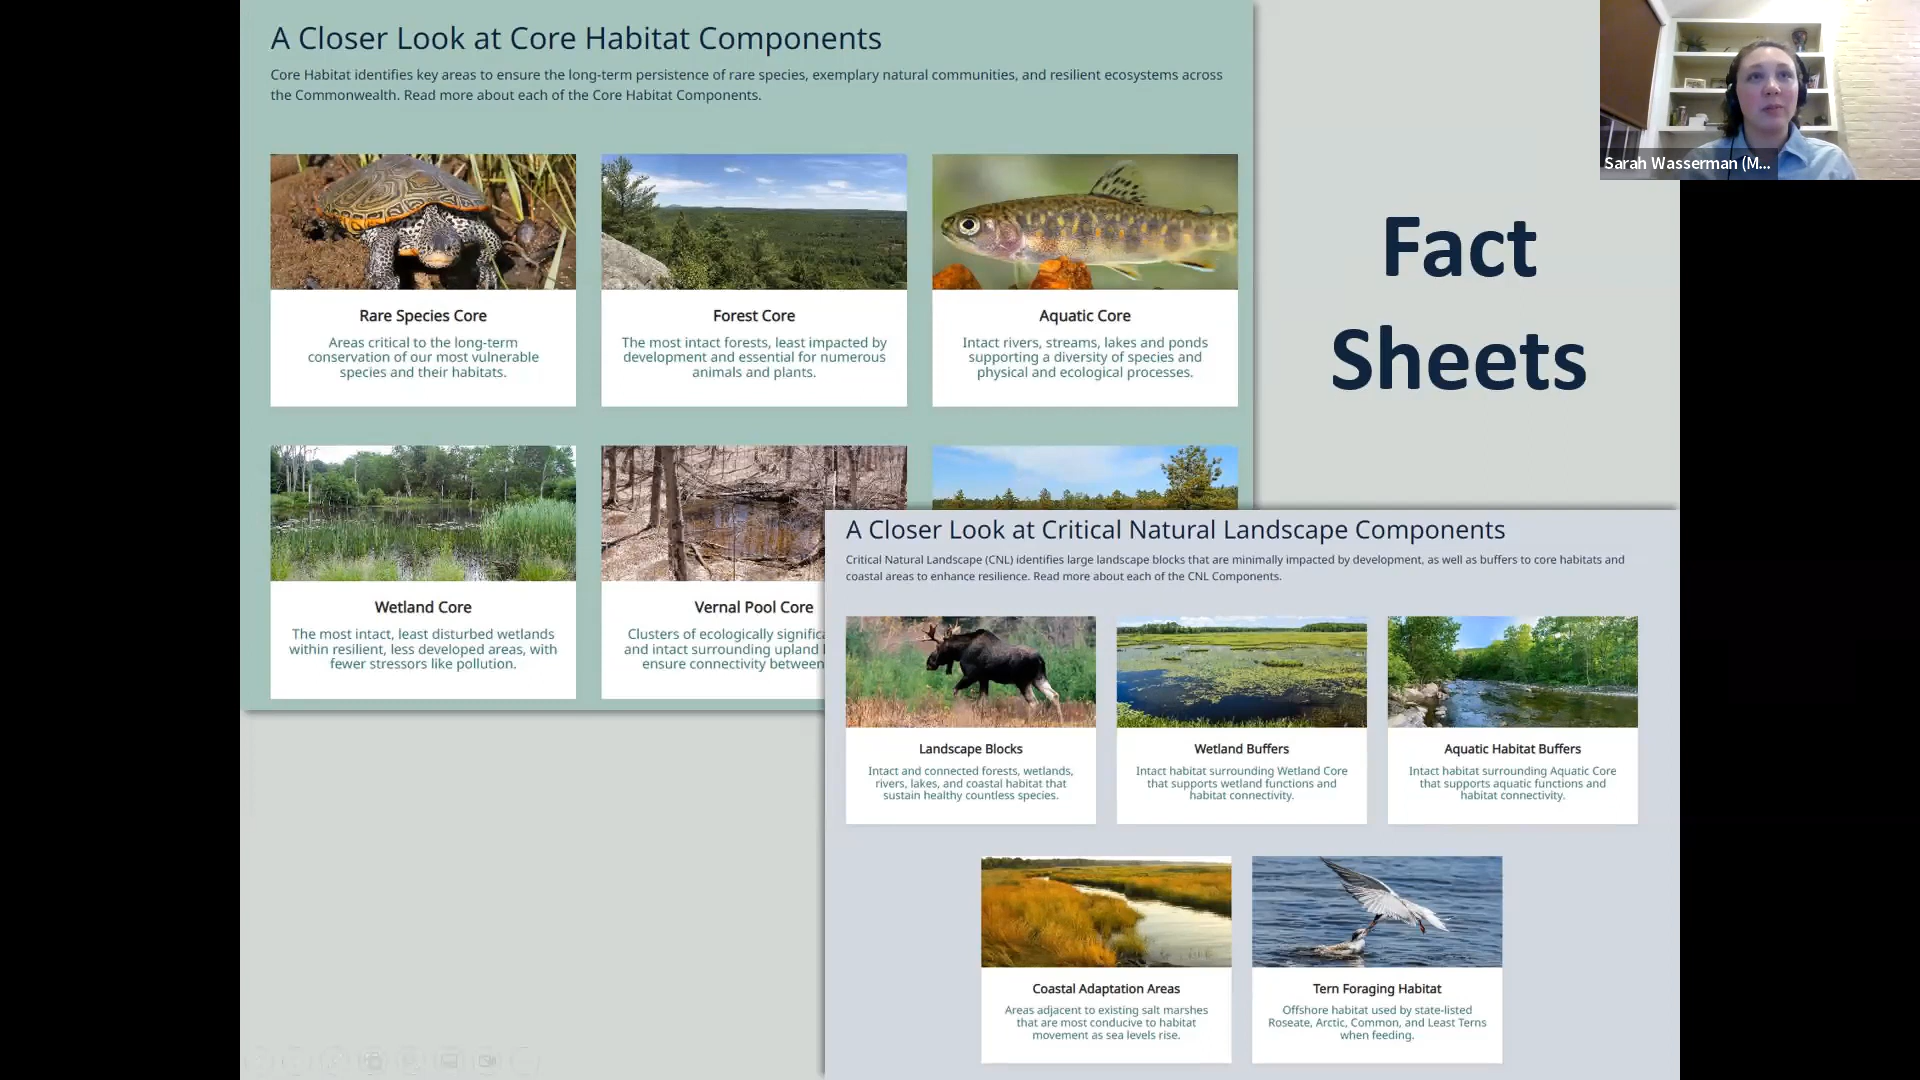 A Closer Look at Core Habitat Components
Core Habitat identifies key areas to ensure the long-term persistence of rare species, exemplary natural communities, and resilient ecosystems across
the Commonwealth. Read more about each of the Core Habitat Components.
Rare Species Core
Areas critical to the long-term
conservation of our most vulnerable
species and their habitats.
Forest Core
The most intact forests, least impacted by
development and essential for numerous
animals and plants.
Aquatic Core
Intact rivers, streams, lakes and ponds
supporting a diversity of species and
physical and ecological processes.
Wetland Core
The most intact, least disturbed wetlands
within resilient, less developed areas, with
fewer stressors like pollution.
Vernal Pool Core
Clusters of ecologically
and intact surrounding upland
ensure connectivity between
Sarah Wasserman (M...
Fact
Sheets
A Closer Look at Critical Natural Landscape Components
Critical Natural Landscape (CNL) identifies large landscape blocks that are minimally impacted by development, as well as buffers to core habitats and
coastal areas to enhance resilience. Read more about each of the CNL Components.
Landscape Blocks
Intact and connected forests, wetlands,
rivers, lakes, and coastal habitat that
sustain healthy countless species.
Wetland Buffers
Intact habitat surrounding Wetland Core
that supports wetland functions and
habitat connectivity.
Aquatic Habitat Buffers
Intact habitat surrounding Aquatic Core
that supports aquatic functions and
habitat connectivity.
Coastal Adaptation Areas
Areas adjacent to existing salt marshes
that are most conducive to habitat
movement as sea levels rise.
Tern Foraging Habitat
Offshore habitat used by state-listed
Roseate, Arctic, Common, and Least Terns
when feeding.